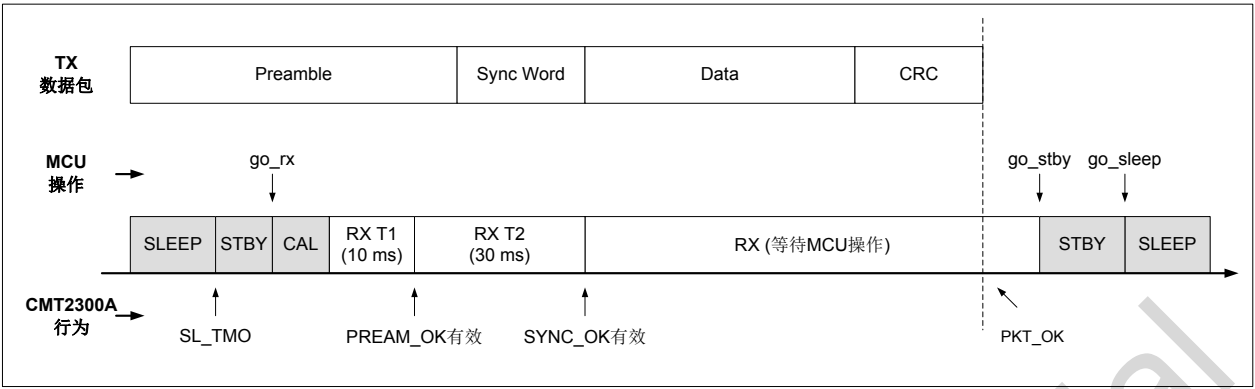 TX
数据包
Preamble
Sync Word
Data
CRC
MCU
操作
go_rx
go_stby
go_sleep
SLEEP
STBY
CAL
RX T1
(10 ms)
RX T2
(30 ms)
RX (等待MCU操作)
STBY
SLEEP
CMT2300A
行为
SL_TMO
PREAM_OK有效
SYNC_OK有效
PKT_OK